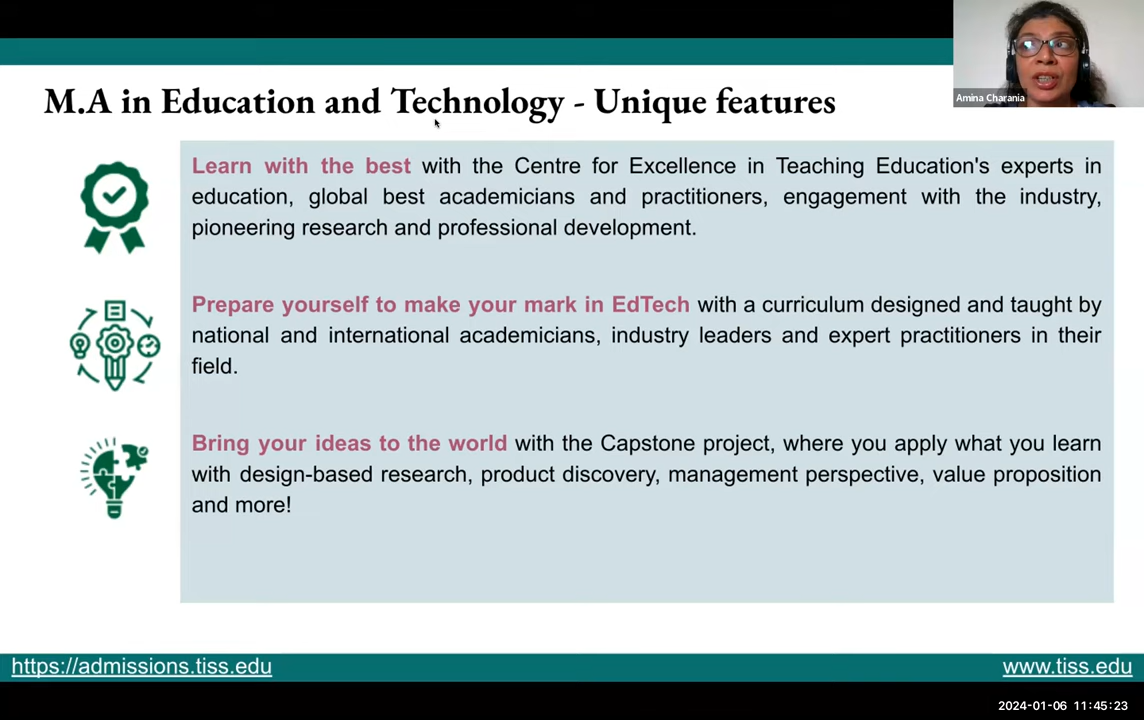 Amina Charania
M.A in Education and Technology - Unique features
Learn with the best with the Centre for Excellence in Teaching Education's experts in
education, global best academicians and practitioners, engagement with the industry,
pioneering research and professional development.
Prepare yourself to make your mark in EdTech with a curriculum designed and taught by
national and international academicians, industry leaders and expert practitioners in their
field.
Bring your ideas to the world with the Capstone project, where you apply what you learn
with design-based research, product discovery, management perspective, value proposition
and more!
https://admissions.tiss.edu
www.tiss.edu
2024-01-06 11:45:23